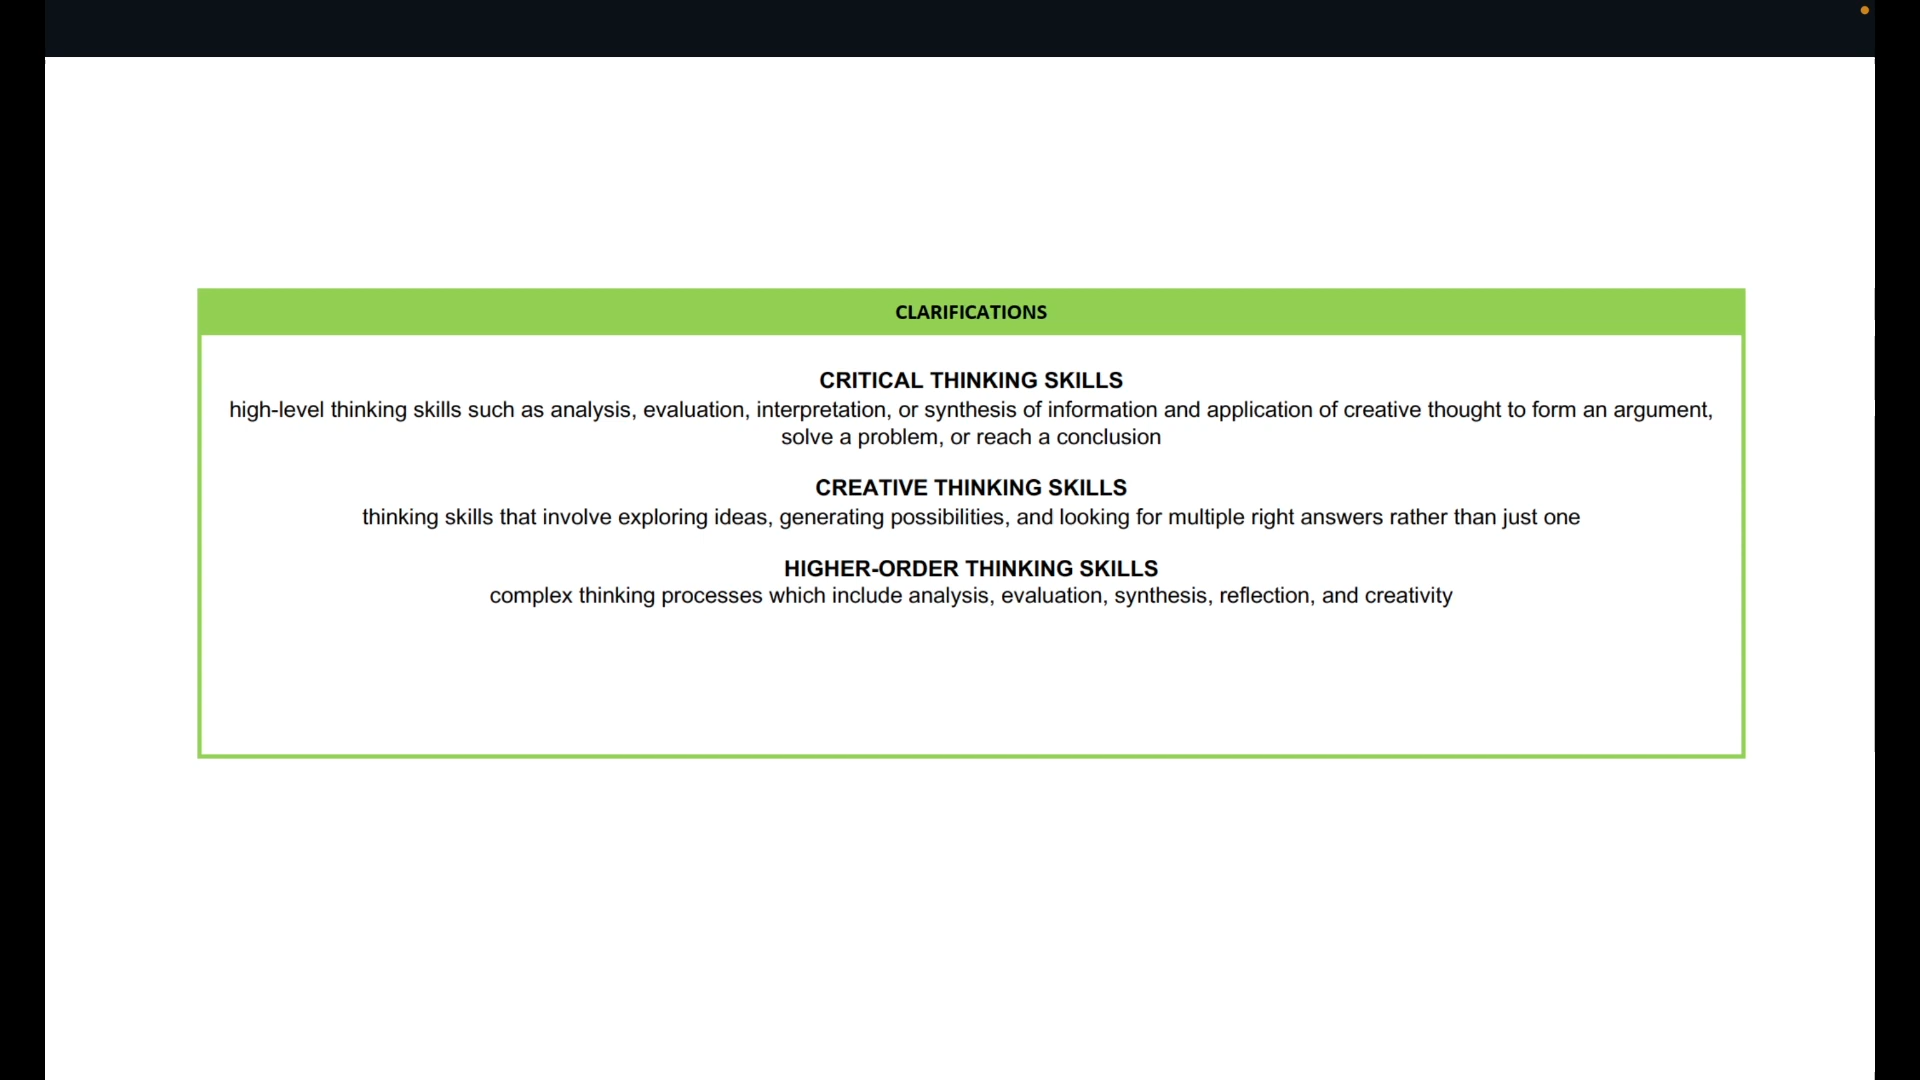 CLARIFICATIONS
CRITICAL THINKING SKILLS
high-level thinking skills such as analysis, evaluation, interpretation, or synthesis of information and application of creative thought to form an argument,
solve a problem, or reach a conclusion
CREATIVE THINKING SKILLS
thinking skills that involve exploring ideas, generating possibilities, and looking for multiple right answers rather than just one
HIGHER-ORDER THINKING SKILLS
complex thinking processes which include analysis, evaluation, synthesis, reflection, and creativity